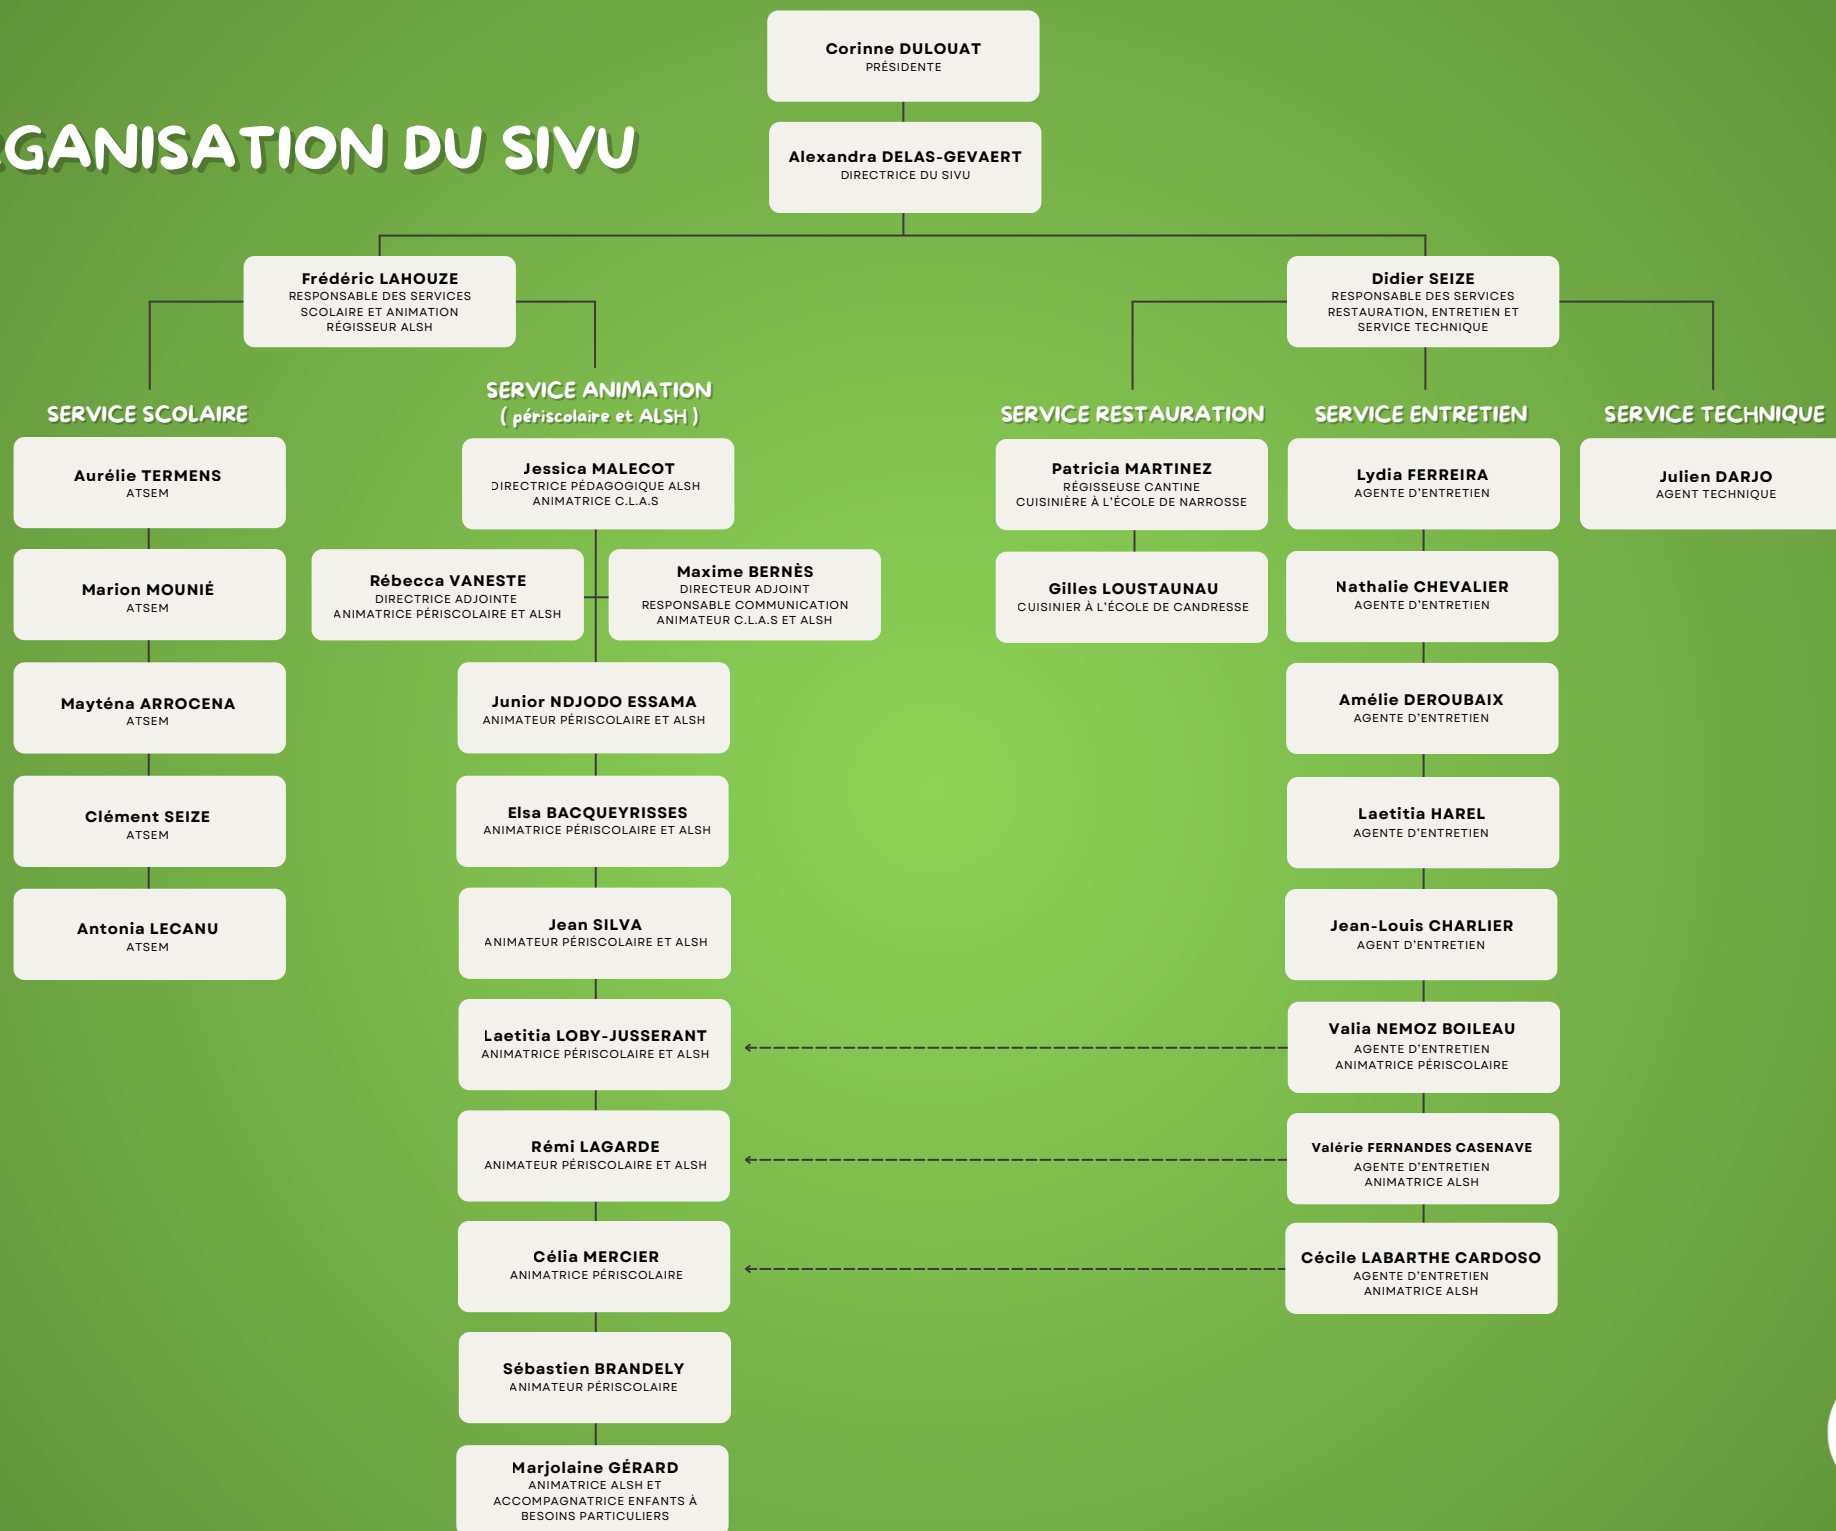 Corinne DULOUAT
PRÉSIDENTE
GANISATION DU SIVU
Alexandra DELAS-GEVAERT
DIRECTRICE DU SIVU
Frédéric LAHOUZE
RESPONSABLE DES SERVICES
SCOLAIRE ET ANIMATION
RÉGISSEUR ALSH
Didier SEIZE
RESPONSABLE DES SERVICES
RESTAURATION, ENTRETIEN ET
SERVICE TECHNIQUE
SERVICE SCOLAIRE
Aurélie TERMENS
ATSEM
Marion MOUNIÉ
ATSEM
Mayténa ARROCENA
ATSEM
Clément SEIZE
ATSEM
Antonia LECANU
ATSEM
SERVICE ANIMATION
( périscolaire et ALSH )
Jessica MALECOT
DIRECTRICE PÉDAGOGIQUE ALSH
ANIMATRICE C.L.A.S
Rébecca VANESTE
DIRECTRICE ADJOINTE
ANIMATRICE PÉRISCOLAIRE ET ALSH
Maxime BERNÈS
DIRECTEUR ADJOINT
RESPONSABLE COMMUNICATION
ANIMATEUR C.L.A.S ET ALSH
Junior NDJODO ESSAMA
ANIMATEUR PÉRISCOLAIRE ET ALSH
Elsa BACQUEYRISSES
ANIMATRICE PÉRISCOLAIRE ET ALSH
Jean SILVA
ANIMATEUR PÉRISCOLAIRE ET ALSH
Laetitia LOBY-JUSSERANT
ANIMATRICE PÉRISCOLAIRE ET ALSH
Rémi LAGARDE
ANIMATEUR PÉRISCOLAIRE ET ALSH
Célia MERCIER
ANIMATRICE PÉRISCOLAIRE
Sébastien BRANDELY
ANIMATEUR PÉRISCOLAIRE
Marjolaine GÉRARD
ANIMATRICE ALSH ET
ACCOMPAGNATRICE ENFANTS À
BESOINS PARTICULIERS
SERVICE RESTAURATION
Patricia MARTINEZ
RÉGISSEUSE CANTINE
CUISINIÈRE À L'ÉCOLE DE NARROSSE
Gilles LOUSTAUNAU
CUISINIER À L'ÉCOLE DE CANDRESSE
SERVICE ENTRETIEN
Lydia FERREIRA
AGENTE D'ENTRETIEN
Nathalie CHEVALIER
AGENTE D'ENTRETIEN
Amélie DEROUBAIX
AGENTE D'ENTRETIEN
Laetitia HAREL
AGENTE D'ENTRETIEN
Jean-Louis CHARLIER
AGENT D'ENTRETIEN
Valia NEMOZ BOILEAU
AGENTE D'ENTRETIEN
ANIMATRICE PÉRISCOLAIRE
Valérie FERNANDES CASENAVE
AGENTE D'ENTRETIEN
ANIMATRICE ALSH
Cécile LABARTHE CARDOSO
AGENTE D'ENTRETIEN
ANIMATRICE ALSH
SERVICE TECHNIQUE
Julien DARJO
AGENT TECHNIQUE